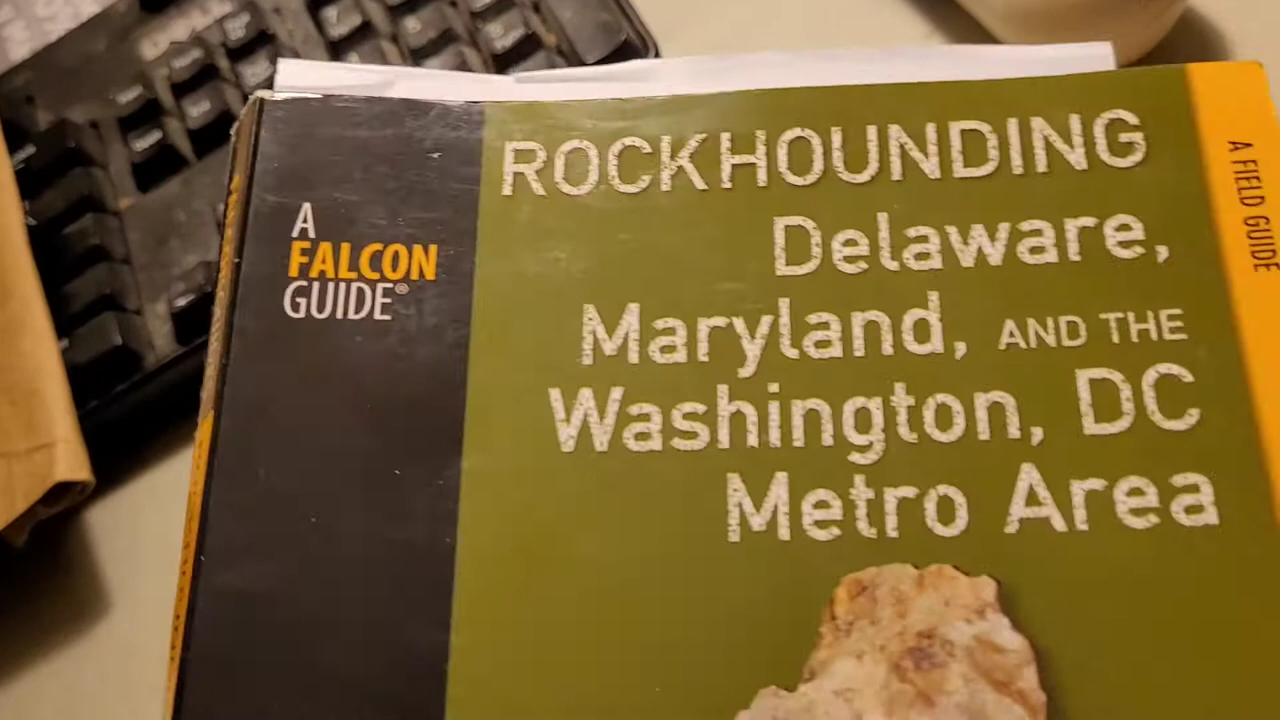 A
FALCON
GUIDE®
ROCKHOUNDING
Delaware,
Maryland, AND THE
Washington, DC
Metro Area
A FIELD GUIDE